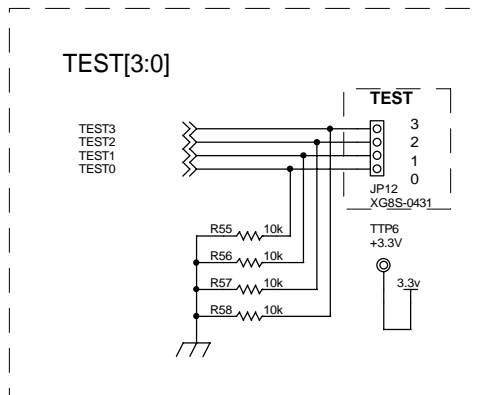 TEST[3:0]
TEST
TEST3
TEST2
TEST1
TEST0
3
2
1
0
JP12
XG8S-0431
TTP6
+3.3V
3.3v
R55 10k
R56 10k
R57 10k
R58 10k